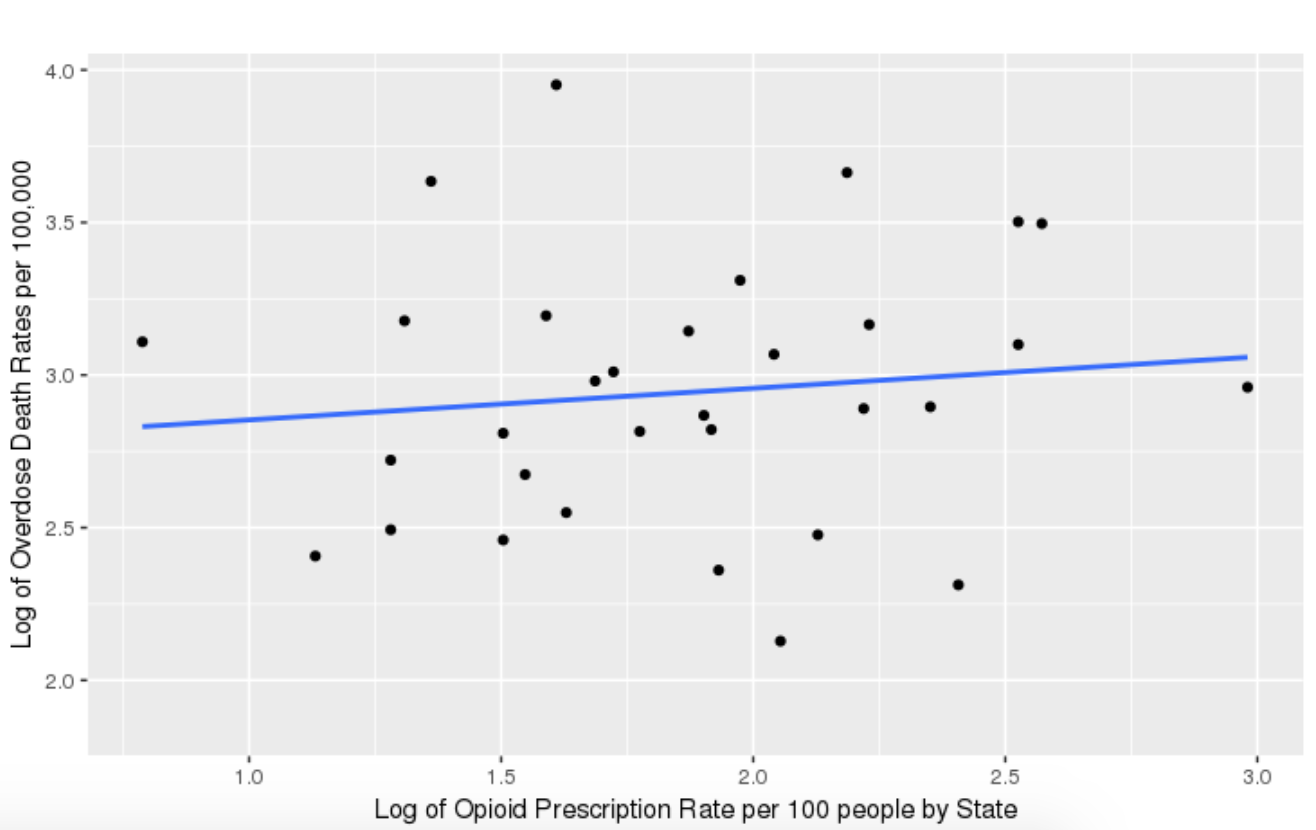 4.0
3.5
3.0
2.5
2.0
Log of Overdose Death Rates per 100,000
1.0 1.5 2.0 2.5 3.0
Log of Opioid Prescription Rate per 100 people by State